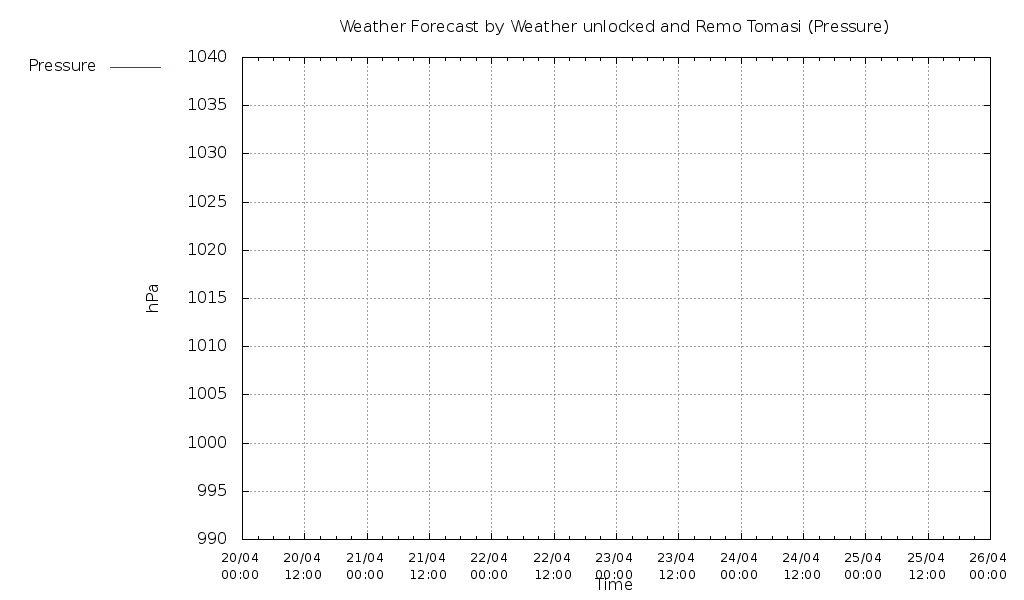 Weather Forecast by Weather unlocked and Remo Tomasi (Pressure)
Pressure
1040
1035
1030
1025
1020
1015
1010
1005
1000
995
990
hPa
20/04 20/04 21/04 21/04 22/04 22/04 23/04 23/04 24/04 24/04 25/04 25/04 26/04
00:00 12:00 00:00 12:00 00:00 12:00 00:00 12:00 00:00 12:00 00:00 12:00 00:00
Time